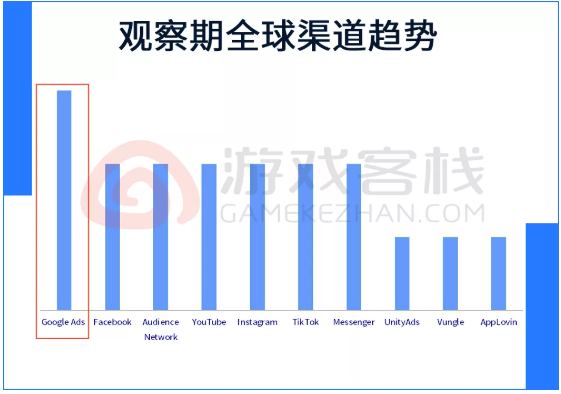 观察期全球渠道趋势
游戏客栈
GAMEKEZHAN.COM
Google Ads Facebook Audience Network YouTube Instagram TikTok Messenger UnityAds Vungle AppLovin